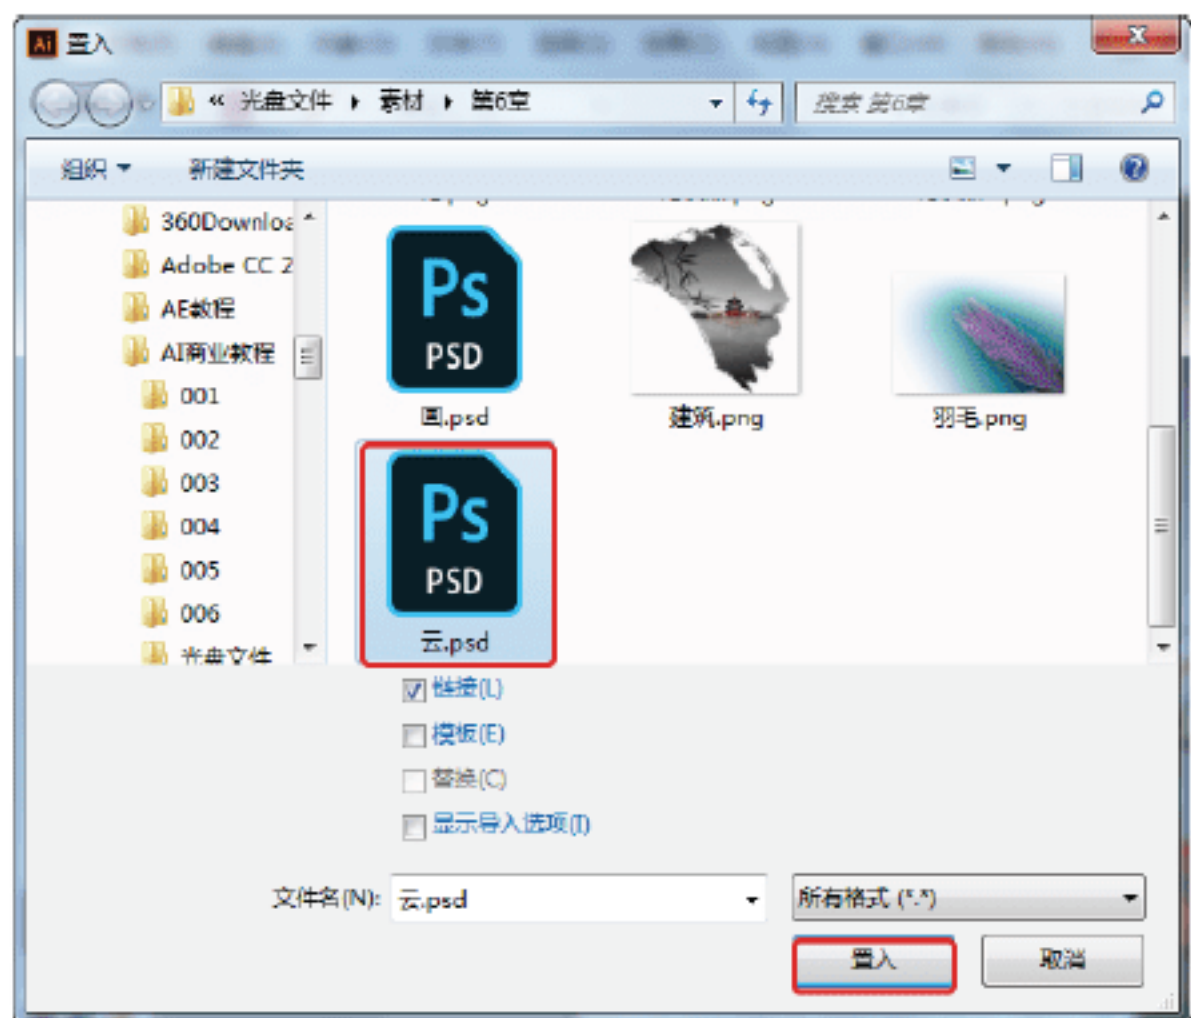 Ai 置入
« 光盘文件 ▸ 素材 ▸ 第6章
搜索 第6章
组织 新建文件夹
360Downloa
Adobe CC 2
AE教程
AI商业教程
001
002
003
004
005
006
光盘文件
Ps
PSD
画.psd
建筑.png
羽毛.png
Ps
PSD
云.psd
链接(L)
模板(E)
替换(C)
显示导入选项(I)
文件名(N): 云.psd
所有格式 (*.*)
置入 取消